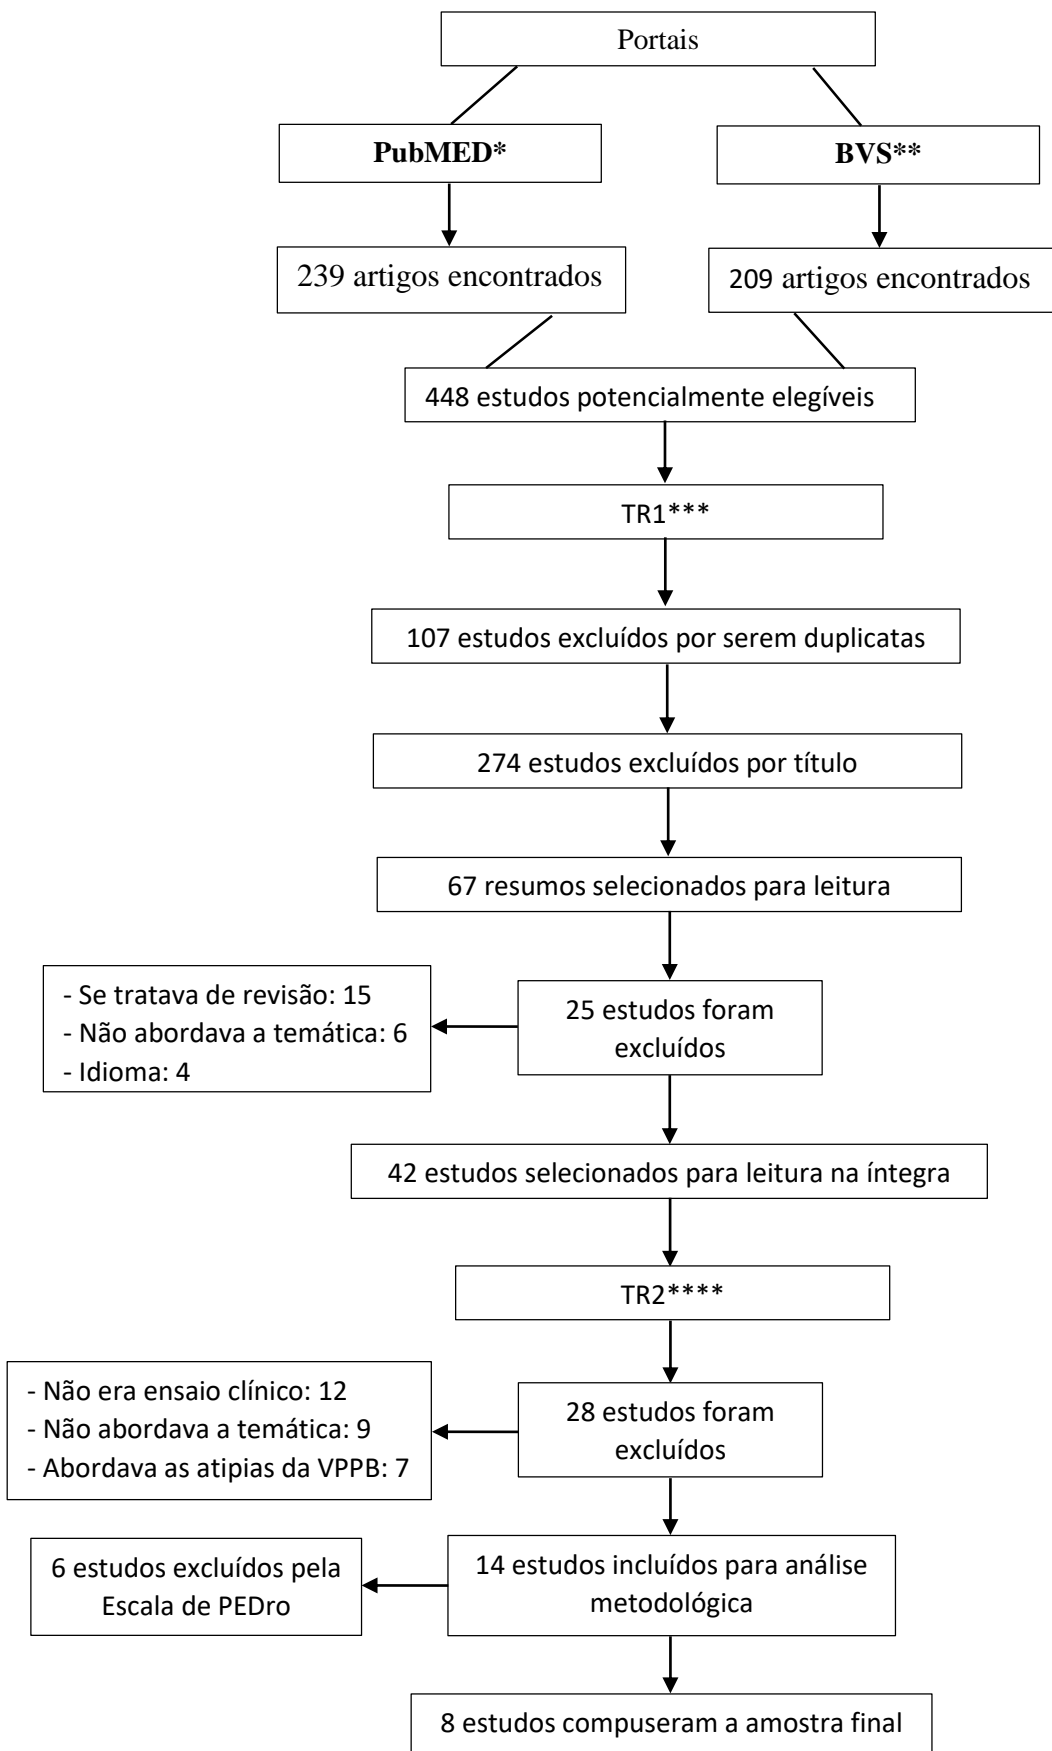 Portais
PubMED*
BVS**
239 artigos encontrados
209 artigos encontrados
448 estudos potencialmente elegíveis
TR1***
107 estudos excluídos por serem duplicatas
274 estudos excluídos por título
67 resumos selecionados para leitura
- Se tratava de revisão: 15
- Não abordava a temática: 6
- Idioma: 4
25 estudos foram
excluídos
42 estudos selecionados para leitura na íntegra
TR2****
- Não era ensaio clínico: 12
- Não abordava a temática: 9
- Abordava as atipias da VPPB: 7
28 estudos foram
excluídos
6 estudos excluídos pela
Escala de PEDro
14 estudos incluídos para análise
metodológica
8 estudos compuseram a amostra final